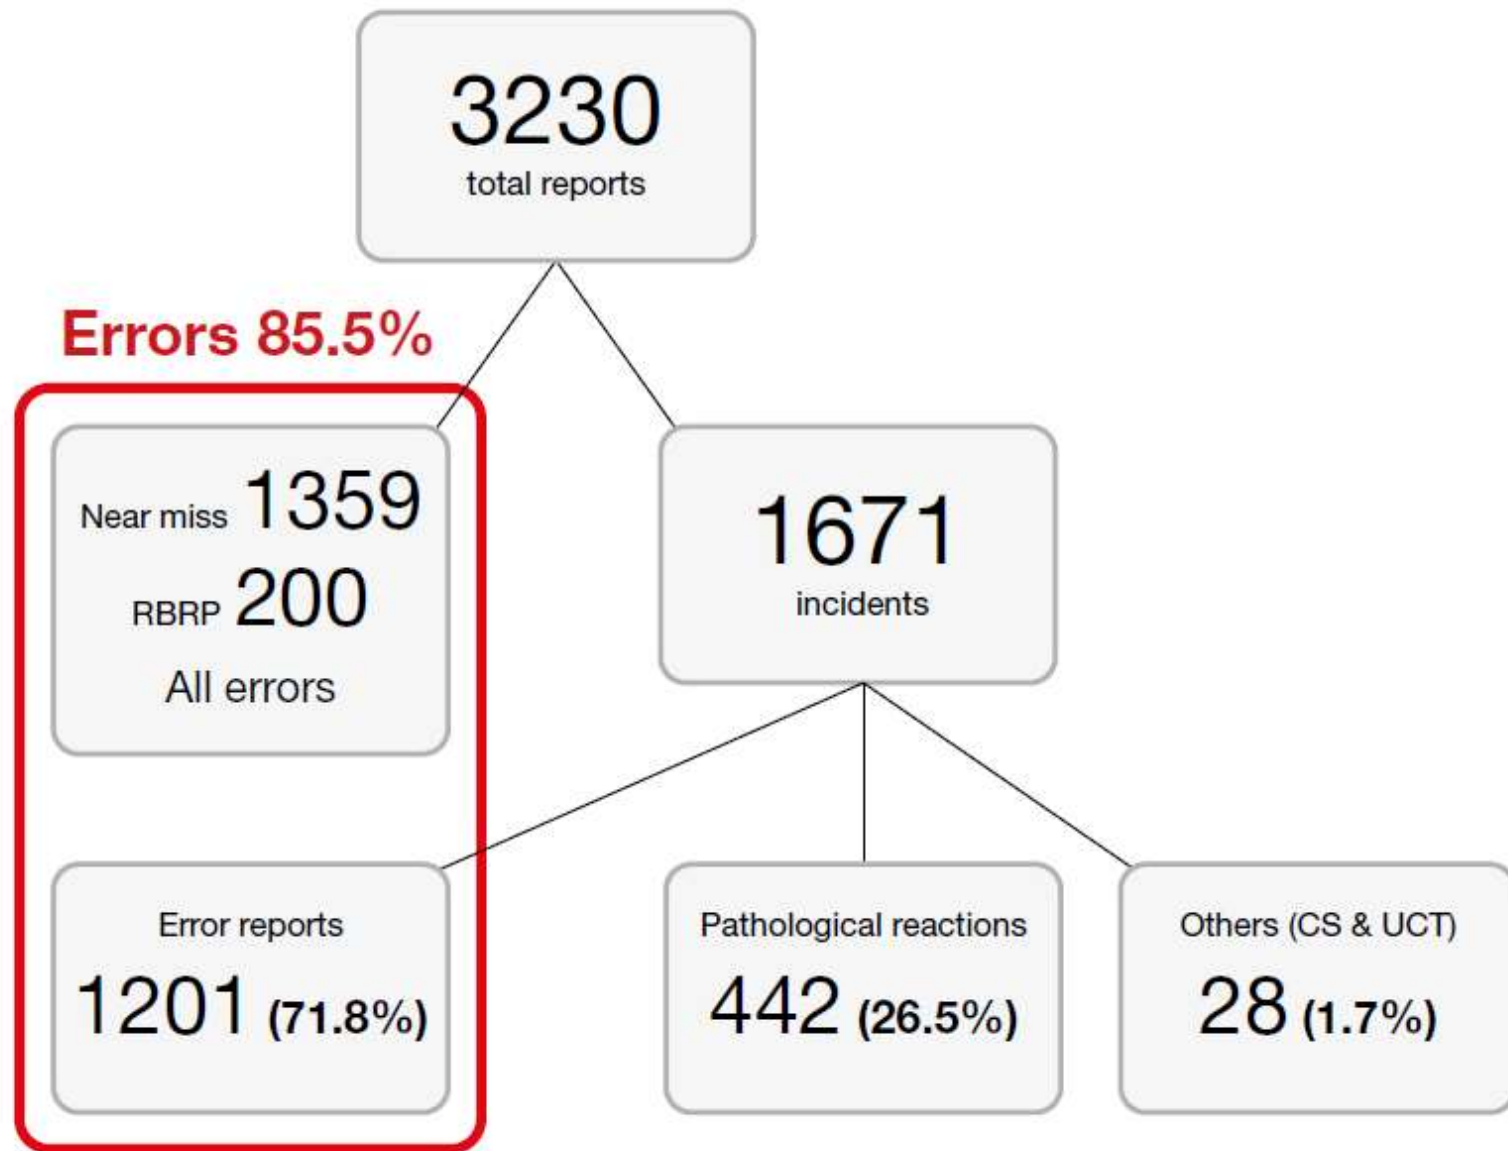 3230
total reports
Errors 85.5%
Near miss 1359
RBRP 200
All errors
1671
incidents
Error reports
1201 (71.8%)
Pathological reactions
442 (26.5%)
Others (CS & UCT)
28 (1.7%)